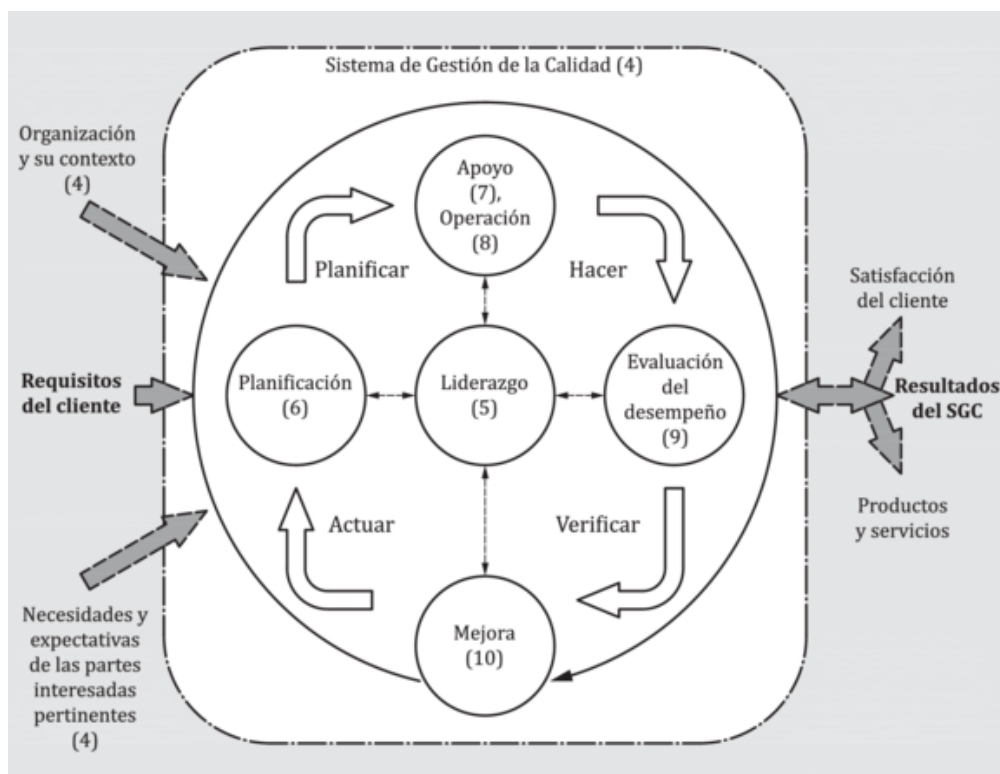 Sistema de Gestión de la Calidad (4)
Organización
y su contexto
(4)
Requisitos
del cliente
Necesidades y
expectativas
de las partes
interesadas
pertinentes
(4)
Apoyo
(7),
Operación
(8)
Planificar
Hacer
Planificación
(6)
Liderazgo
(5)
Evaluación
del
desempeño
(9)
Actuar
Verificar
Mejora
(10)
Satisfacción
del cliente
Resultados
del SGC
Productos
y servicios